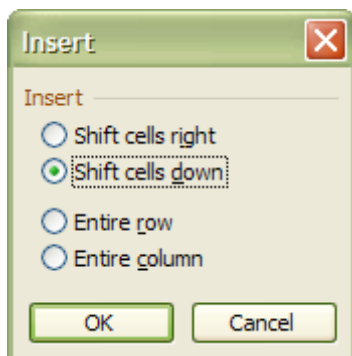 Insert
Insert
Shift cells right
Shift cells down
Entire row
Entire column
OK Cancel